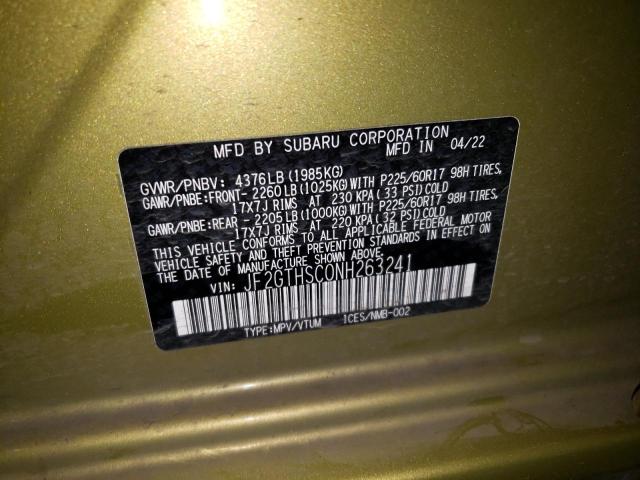 MFD BY SUBARU CORPORATION
MFD IN 04/22
GVWR/PNBV: 4376LB (1985KG)
GAWR/PNBE:FRONT-2260LB (1025KG)WITH P225/60R17 98H TIRES,
17X7J RIMS AT 230 KPA (33 PSI) COLD
GAWR/PNBE:REAR -2205LB (1000KG)WITH P225/60R17 98H TIRES,
17X7J RIMS AT 220 KPA (32 PSI) COLD
THIS VEHICLE CONFORMS TO ALL APPLICABLE FEDERAL MOTOR
VEHICLE SAFETY AND THEFT PREVENTION STANDARDS IN EFFECT ON
THE DATE OF MANUFACTURE SHOWN ABOVE.
VIN: JF2GTHSC0NH263241
TYPE:MPV/VTUM ICES/NMB-002